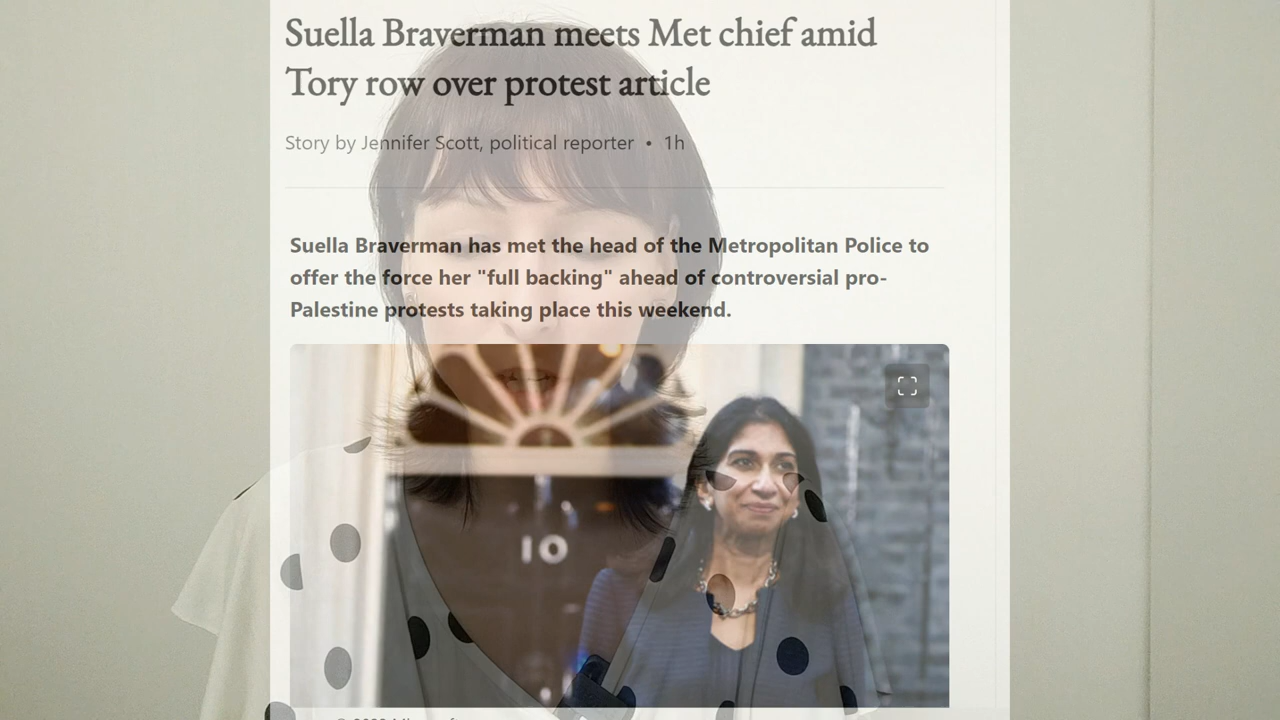 Suella Braverman meets Met chief amid
Tory row over protest article
Story by Jennifer Scott, political reporter • 1h
Suella Braverman has met the head of the Metropolitan Police to
offer the force her "full backing" ahead of controversial pro-
Palestine protests taking place this weekend.
10